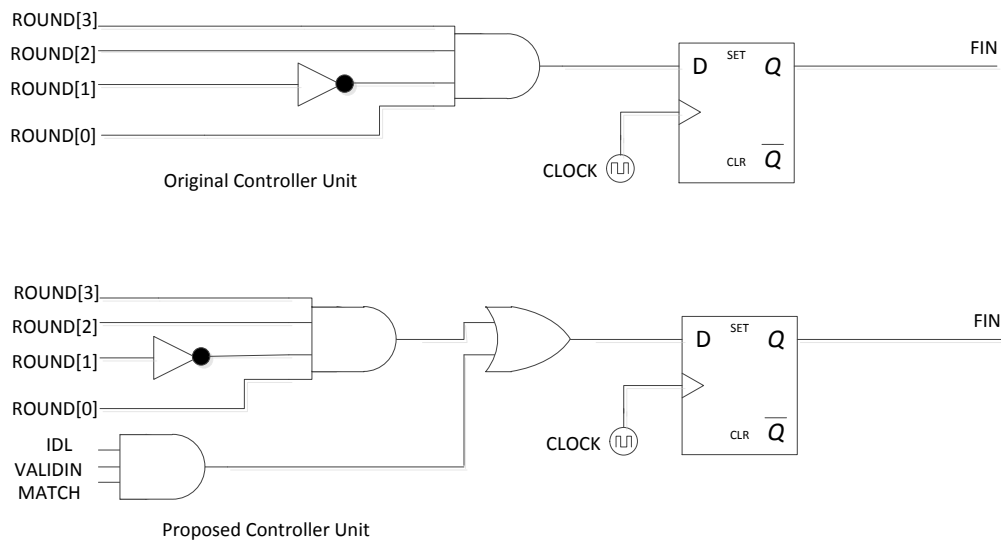 ROUND[3]
ROUND[2]
ROUND[1]
ROUND[0]
D
SET
Q
FIN
CLOCK
CLR
Q
Original Controller Unit
ROUND[3]
ROUND[2]
ROUND[1]
ROUND[0]
IDL
VALIDIN
MATCH
D
SET
Q
FIN
CLOCK
CLR
Q
Proposed Controller Unit